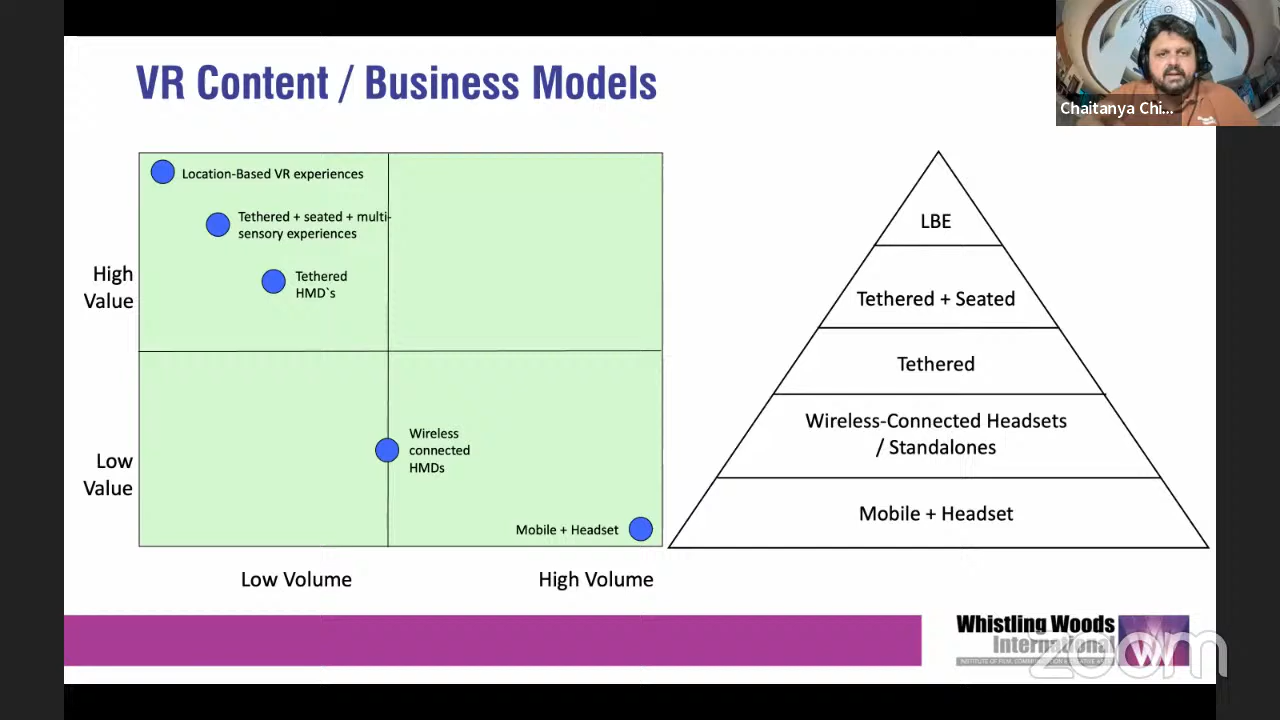 VR Content / Business Models
Chaitanya Chi...
Location-Based VR experiences
Tethered + seated + multi-
sensory experiences
Tethered
HMD`s
High
Value
Wireless
connected
HMDs
Low
Value
Mobile + Headset
Low Volume
High Volume
LBE
Tethered + Seated
Tethered
Wireless-Connected Headsets
/ Standalones
Mobile + Headset
Whistling Woods
International
zoom